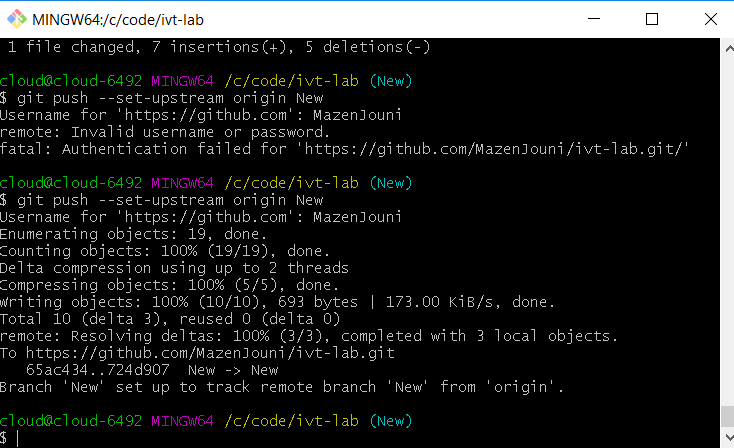 MINGW64:/c/code/ivt-lab
1 file changed, 7 insertions(+), 5 deletions(-)
cloud@cloud-6492 MINGW64 /c/code/ivt-lab (New)
$ git push --set-upstream origin New
Username for 'https://github.com': MazenJouni
remote: Invalid username or password.
fatal: Authentication failed for 'https://github.com/MazenJouni/ivt-lab.git/'
cloud@cloud-6492 MINGW64 /c/code/ivt-lab (New)
$ git push --set-upstream origin New
Username for 'https://github.com': MazenJouni
Enumerating objects: 19, done.
Counting objects: 100% (19/19), done.
Delta compression using up to 2 threads
Compressing objects: 100% (5/5), done.
Writing objects: 100% (10/10), 693 bytes | 173.00 KiB/s, done.
Total 10 (delta 3), reused 0 (delta 0)
remote: Resolving deltas: 100% (3/3), completed with 3 local objects.
To https://github.com/MazenJouni/ivt-lab.git
65ac434..724d907  New -> New
Branch 'New' set up to track remote branch 'New' from 'origin'.
cloud@cloud-6492 MINGW64 /c/code/ivt-lab (New)
$